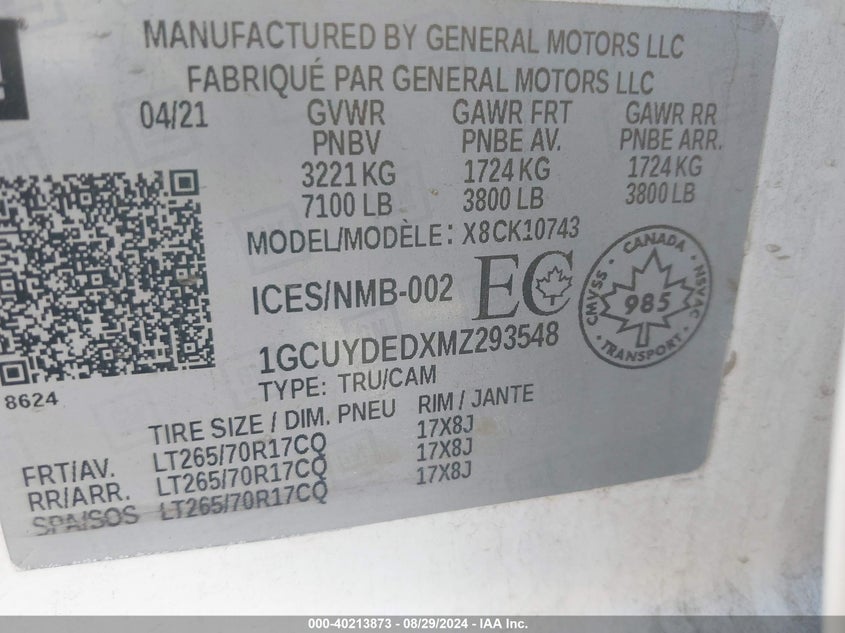 MANUFACTURED BY GENERAL MOTORS LLC
FABRIQUÉ PAR GENERAL MOTORS LLC
04/21 GVWR GAWR FRT GAWR RR
PNBV PNBE AV. PNBE ARR.
3221 KG 1724 KG 1724 KG
7100 LB 3800 LB 3800 LB
MODEL/MODÈLE: X8CK10743
ICES/NMB-002 EC
CANADA
CMVSS 985 NSVAC
TRANSPORT
1GCUYDEDXMZ293548
TYPE: TRU/CAM
8624
TIRE SIZE / DIM. PNEU RIM / JANTE
FRT/AV. LT265/70R17CQ 17X8J
RR/ARR. LT265/70R17CQ 17X8J
SPA/SOS LT265/70R17CQ 17X8J
000-40213873 - 08/29/2024 - IAA Inc.